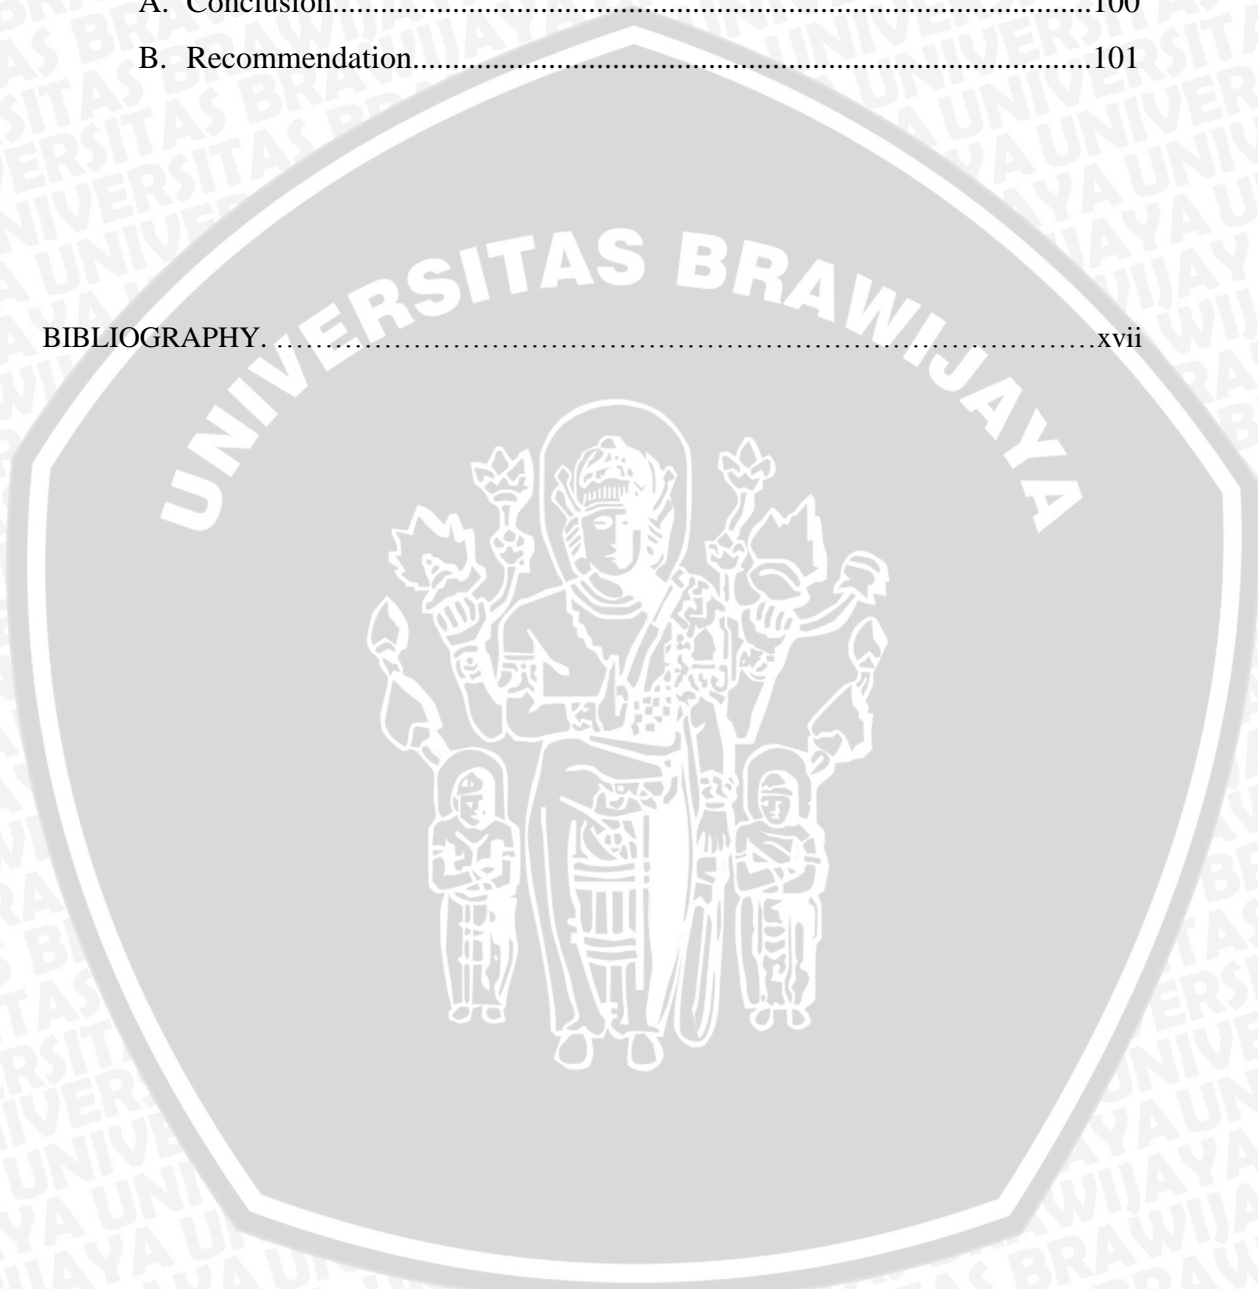 A. Conclusion...............................................................................................100
B. Recommendation.....................................................................................101
UNIVERSITAS BRAWIJAYA
BIBLIOGRAPHY. ……………………………………………………………………………………xvii